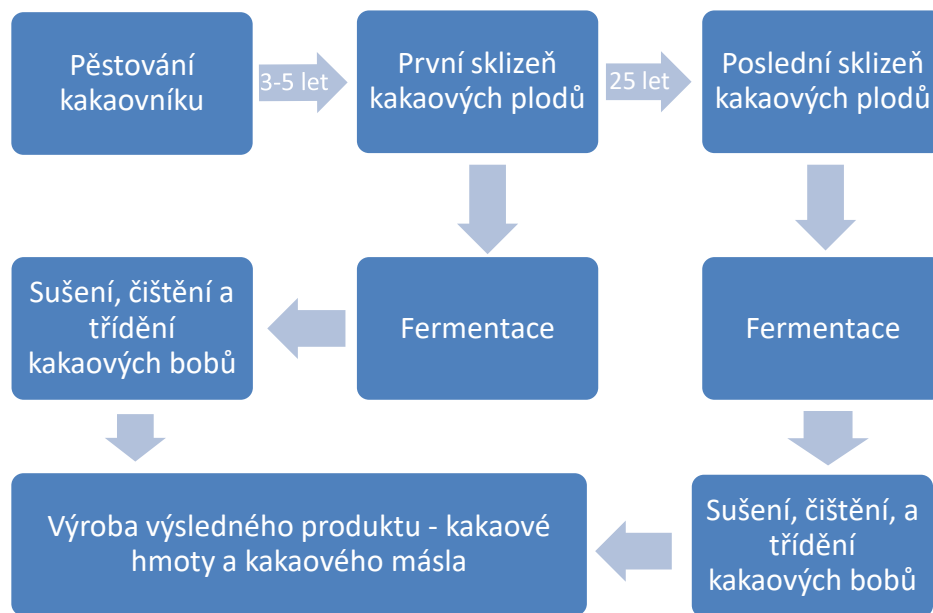 Pěstování
kakaovníku
3-5 let
První sklizeň
kakaových plodů
25 let
Poslední sklizeň
kakaových plodů
Sušení, čištění a
třídění
kakaových bobů
Fermentace
Fermentace
Výroba výsledného produktu - kakaové
hmoty a kakaového másla
Sušení, čištění, a
třídění
kakaových bobů